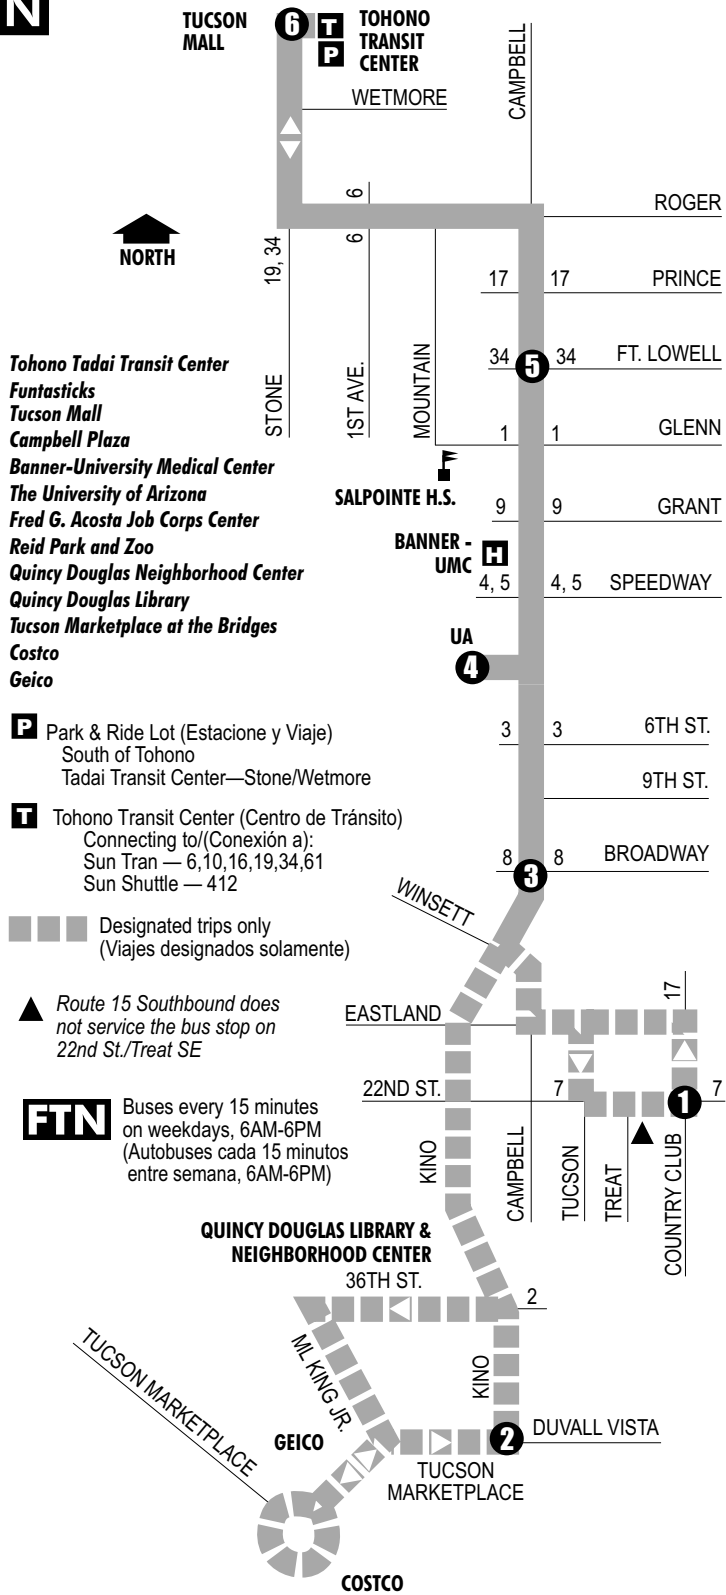 N
TUCSON
MALL
6
T
P
TOHONO
TRANSIT
CENTER
WETMORE
CAMPBELL
6
ROGER
NORTH
19, 34
6
17
17
PRINCE
34
5
34
FT. LOWELL
STONE
1ST AVE.
MOUNTAIN
1
1
GLENN
Tohono Tadai Transit Center
Funtasticks
Tucson Mall
Campbell Plaza
Banner-University Medical Center
The University of Arizona
Fred G. Acosta Job Corps Center
Reid Park and Zoo
Quincy Douglas Neighborhood Center
Quincy Douglas Library
Tucson Marketplace at the Bridges
Costco
Geico
SALPOINTE H.S.
9
9
GRANT
BANNER -
UMC
H
4, 5
4, 5
SPEEDWAY
UA
4
3
3
6TH ST.
9TH ST.
8
8
BROADWAY
3
P Park & Ride Lot (Estacione y Viaje)
South of Tohono
Tadai Transit Center—Stone/Wetmore
T Tohono Transit Center (Centro de Tránsito)
Connecting to/(Conexión a):
Sun Tran — 6,10,16,19,34,61
Sun Shuttle — 412
Designated trips only
(Viajes designados solamente)
Route 15 Southbound does
not service the bus stop on
22nd St./Treat SE
FTN
Buses every 15 minutes
on weekdays, 6AM-6PM
(Autobuses cada 15 minutos
entre semana, 6AM-6PM)
WINSETT
EASTLAND
17
22ND ST.
7
1
7
KINO
CAMPBELL
TUCSON
TREAT
COUNTRY CLUB
QUINCY DOUGLAS LIBRARY &
NEIGHBORHOOD CENTER
36TH ST.
2
TUCSON MARKETPLACE
ML KING JR.
KINO
GEICO
2
DUVALL VISTA
TUCSON
MARKETPLACE
COSTCO